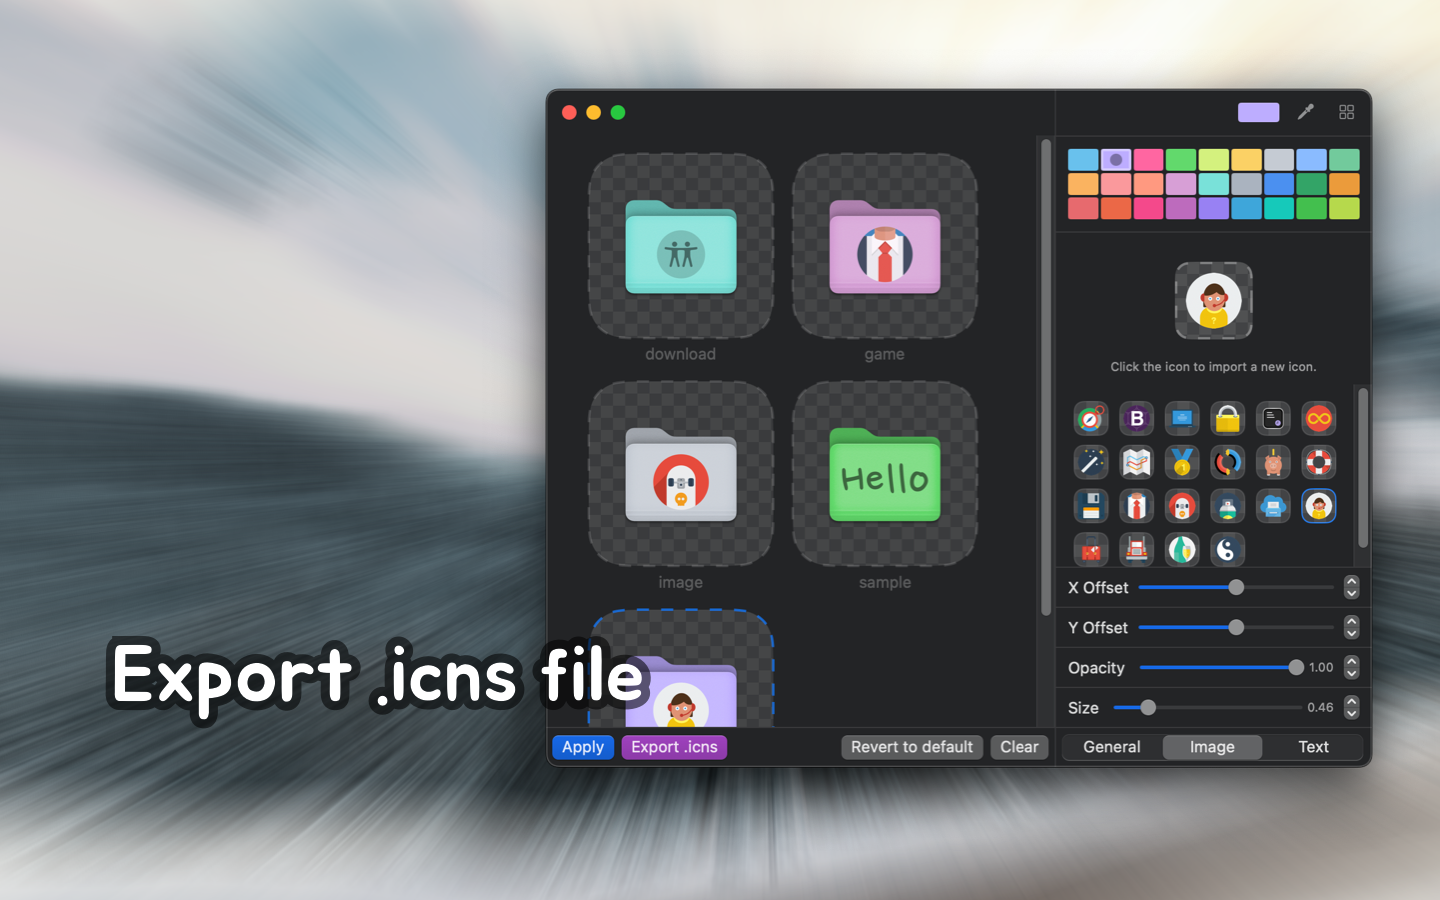 download
game
image
Hello
sample
Export .icns file
Apply
Export .icns
Revert to default
Clear
Click the icon to import a new icon.
B
1
X Offset
Y Offset
Opacity
1.00
Size
0.46
General
Image
Text